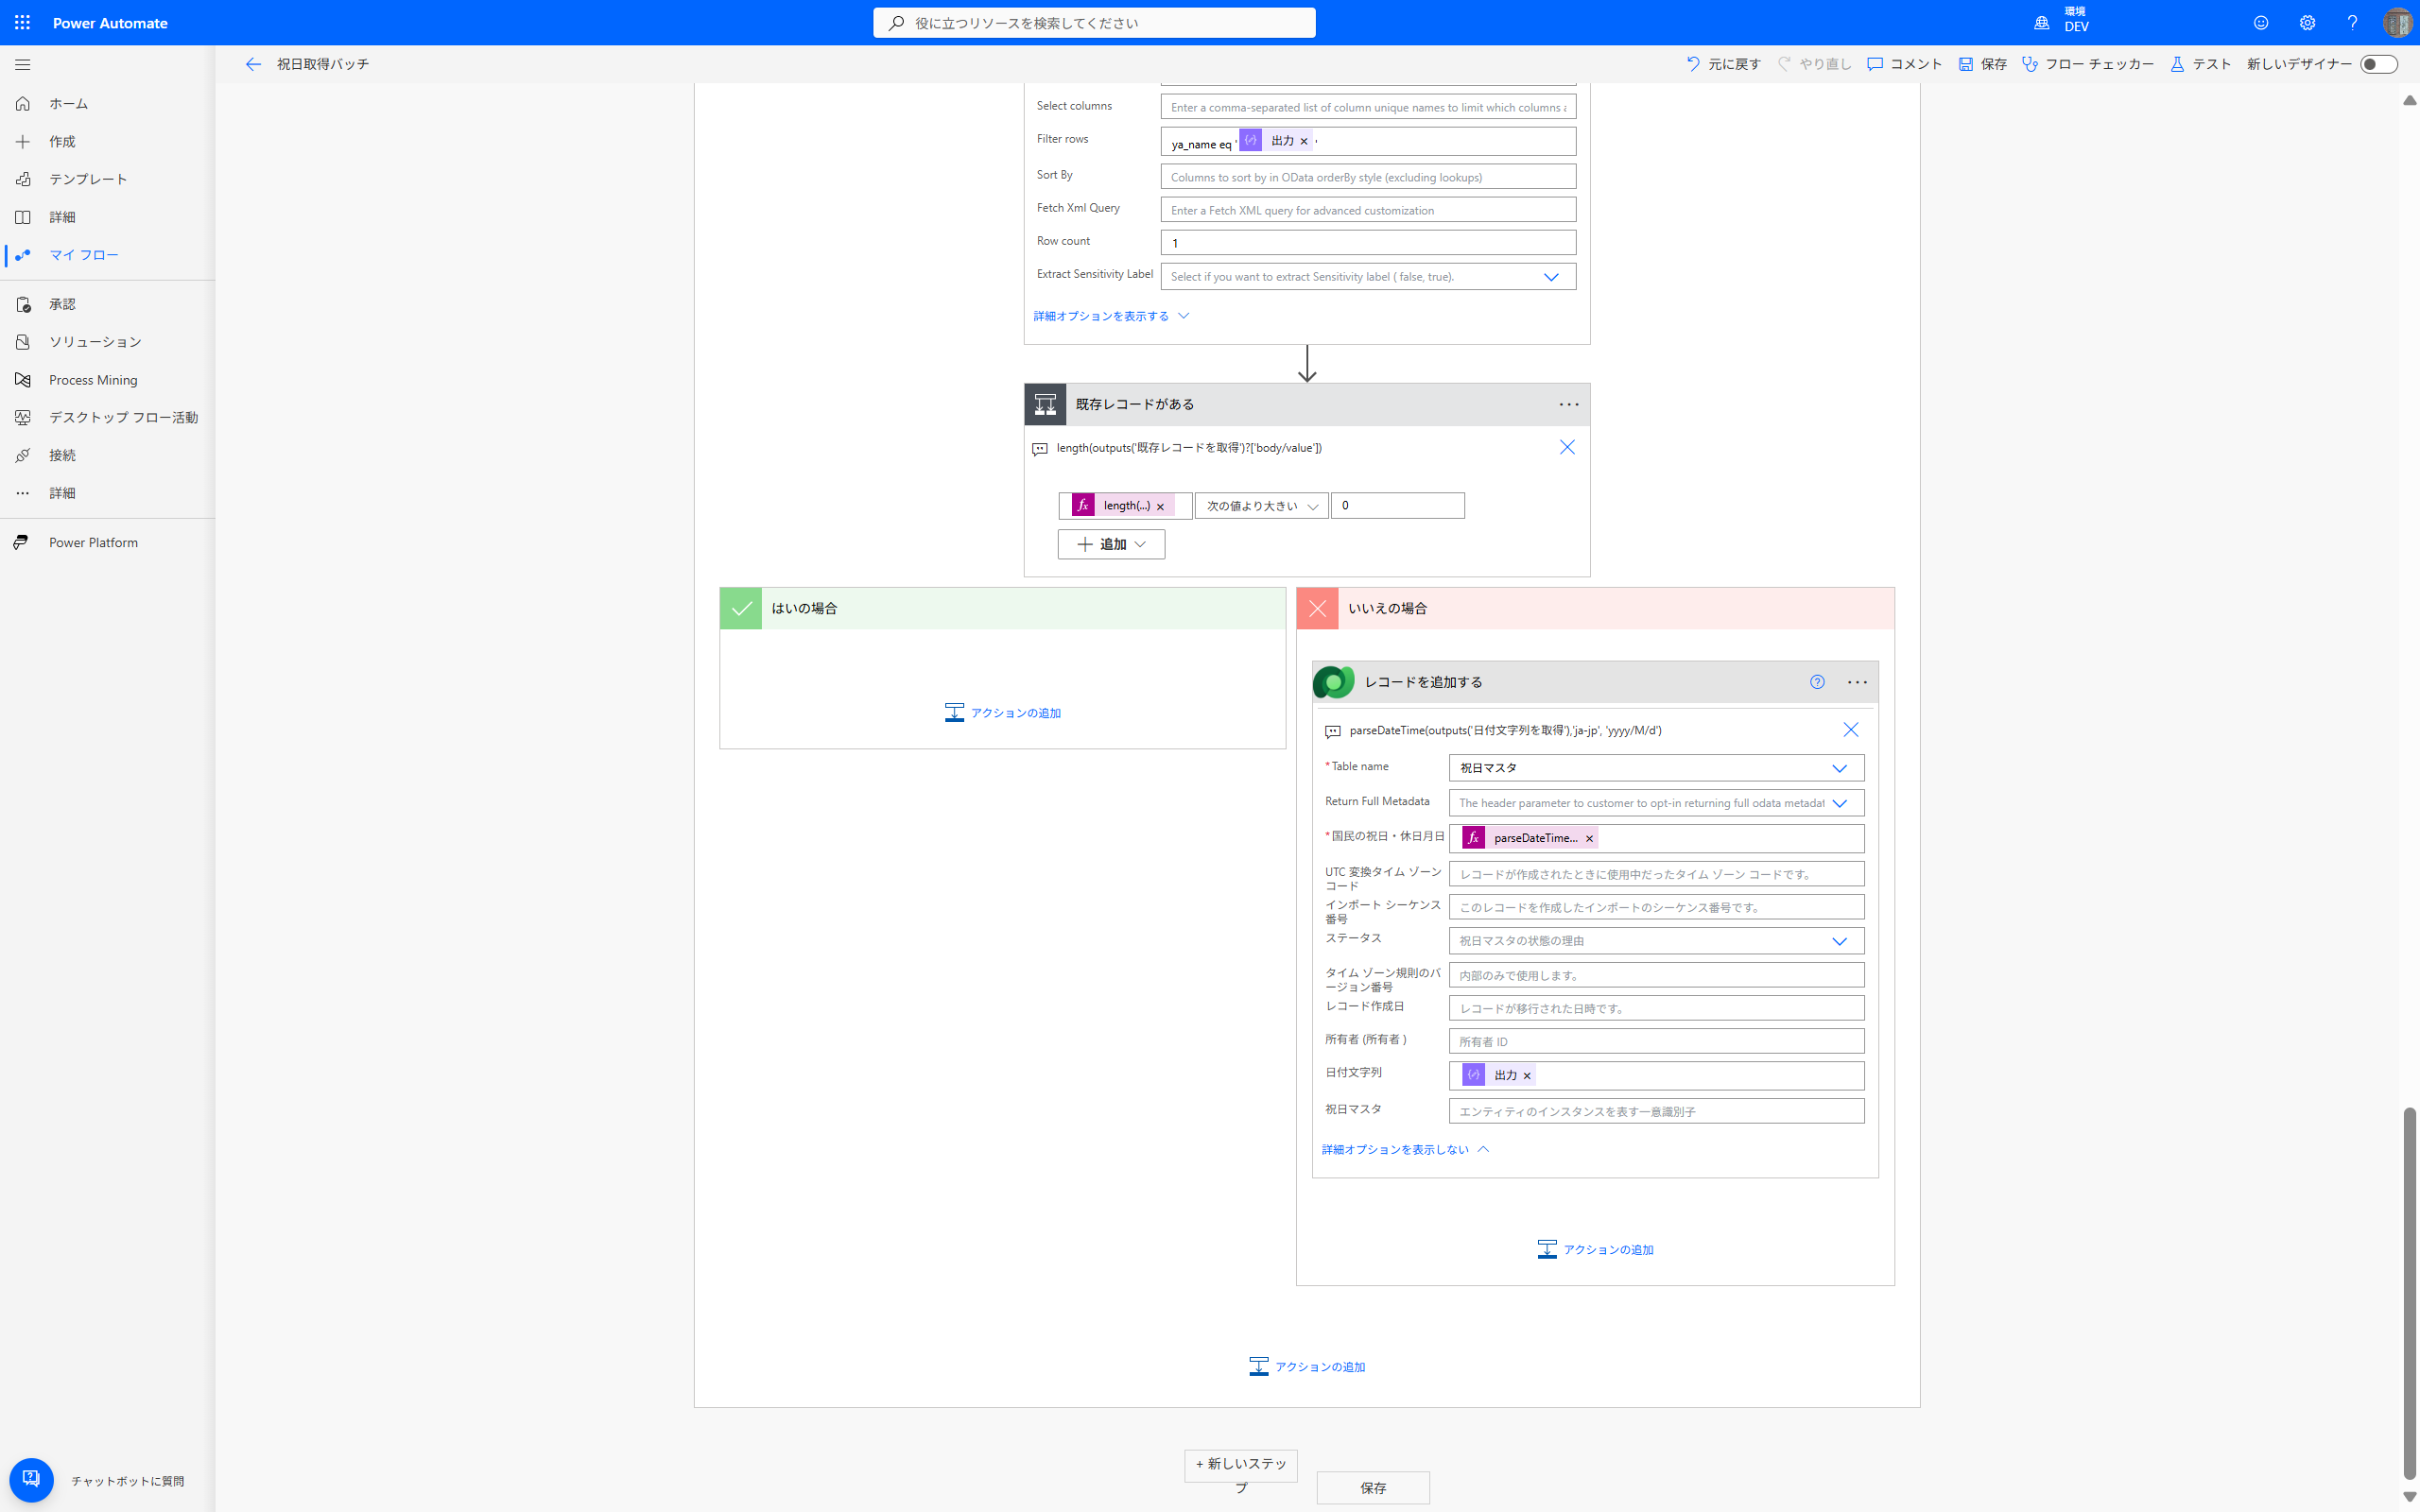 Power Automate
役に立つリソースを検索してください
環境
DEV
祝日取得バッチ
元に戻す
やり直し
コメント
保存
フロー チェッカー
テスト
新しいデザイナー
ホーム
作成
テンプレート
詳細
マイ フロー
承認
ソリューション
Process Mining
デスクトップ フロー活動
接続
詳細
Power Platform
チャットボットに質問
Select columns
Enter a comma-separated list of column unique names to limit which columns a
Filter rows
ya_name eq ' 出力 × '
Sort By
Columns to sort by in OData orderBy style (excluding lookups)
Fetch Xml Query
Enter a Fetch XML query for advanced customization
Row count
1
Extract Sensitivity Label
Select if you want to extract Sensitivity label ( false, true).
詳細オプションを表示する
既存レコードがある
length(outputs('既存レコードを取得')?['body/value'])
fx length(...) ×
次の値より大きい
0
追加
はいの場合
アクションの追加
いいえの場合
レコードを追加する
parseDateTime(outputs('日付文字列を取得'),'ja-jp', 'yyyy/M/d')
*Table name
祝日マスタ
Return Full Metadata
The header parameter to customer to opt-in returning full odata metadat
*国民の祝日・休日月日
fx parseDateTime... ×
UTC 変換タイム ゾーン
コード
レコードが作成されたときに使用中だったタイム ゾーン コードです。
インポート シーケンス
番号
このレコードを作成したインポートのシーケンス番号です。
ステータス
祝日マスタの状態の理由
タイム ゾーン規則のバ
ージョン番号
内部のみで使用します。
レコード作成日
レコードが移行された日時です。
所有者 (所有者 )
所有者 ID
日付文字列
出力 ×
祝日マスタ
エンティティのインスタンスを表す一意識別子
詳細オプションを表示しない
アクションの追加
アクションの追加
+ 新しいステッ
プ
保存